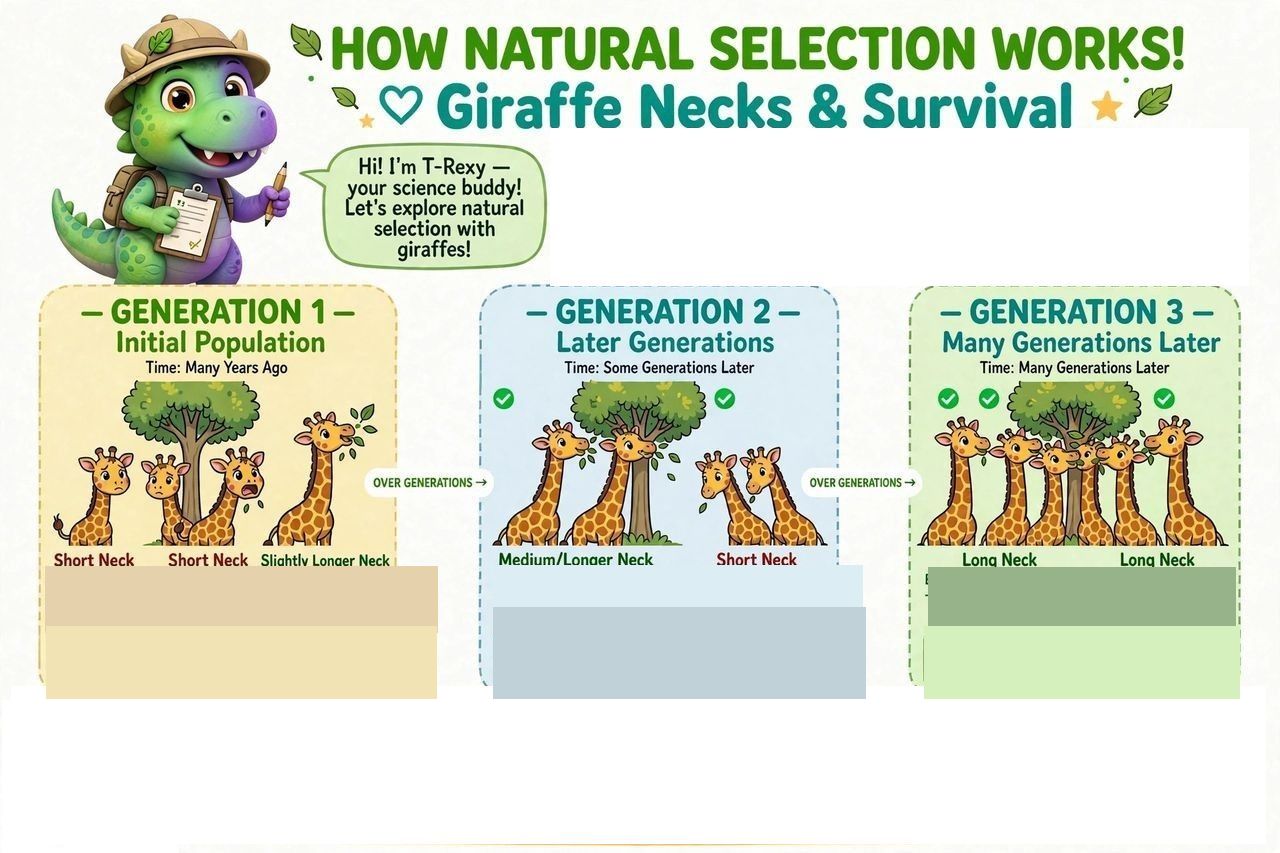 HOW NATURAL SELECTION WORKS!
Giraffe Necks & Survival
Hi! I'm T-Rexy —
your science buddy!
Let's explore natural
selection with
giraffes!
— GENERATION 1 —
Initial Population
Time: Many Years Ago
Short Neck
Short Neck
Slightly Longer Neck
OVER GENERATIONS →
— GENERATION 2 —
Later Generations
Time: Some Generations Later
Medium/Longer Neck
Short Neck
OVER GENERATIONS →
— GENERATION 3 —
Many Generations Later
Time: Many Generations Later
Long Neck
Long Neck